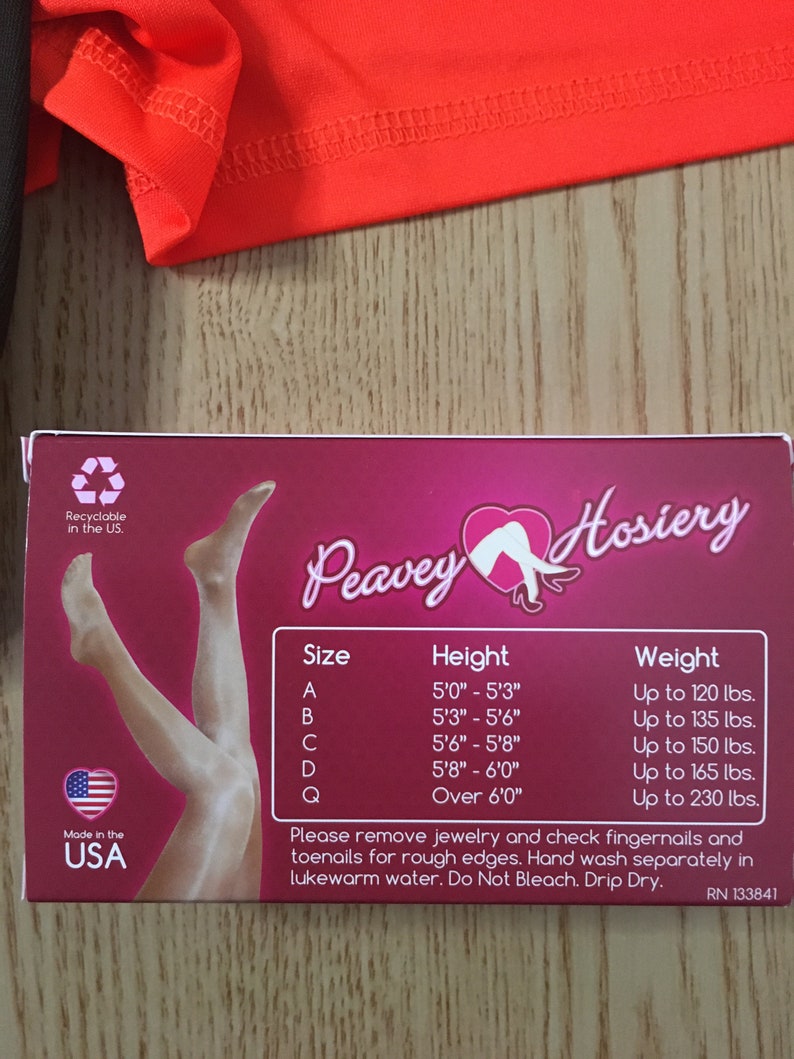 Recyclable
in the US.
Peavey Hosiery
Size Height Weight
A 5'0" - 5'3" Up to 120 lbs.
B 5'3" - 5'6" Up to 135 lbs.
C 5'6" - 5'8" Up to 150 lbs.
D 5'8" - 6'0" Up to 165 lbs.
Q Over 6'0" Up to 230 lbs.
Made in the
USA
Please remove jewelry and check fingernails and
toenails for rough edges. Hand wash separately in
lukewarm water. Do Not Bleach. Drip Dry.
RN 133841